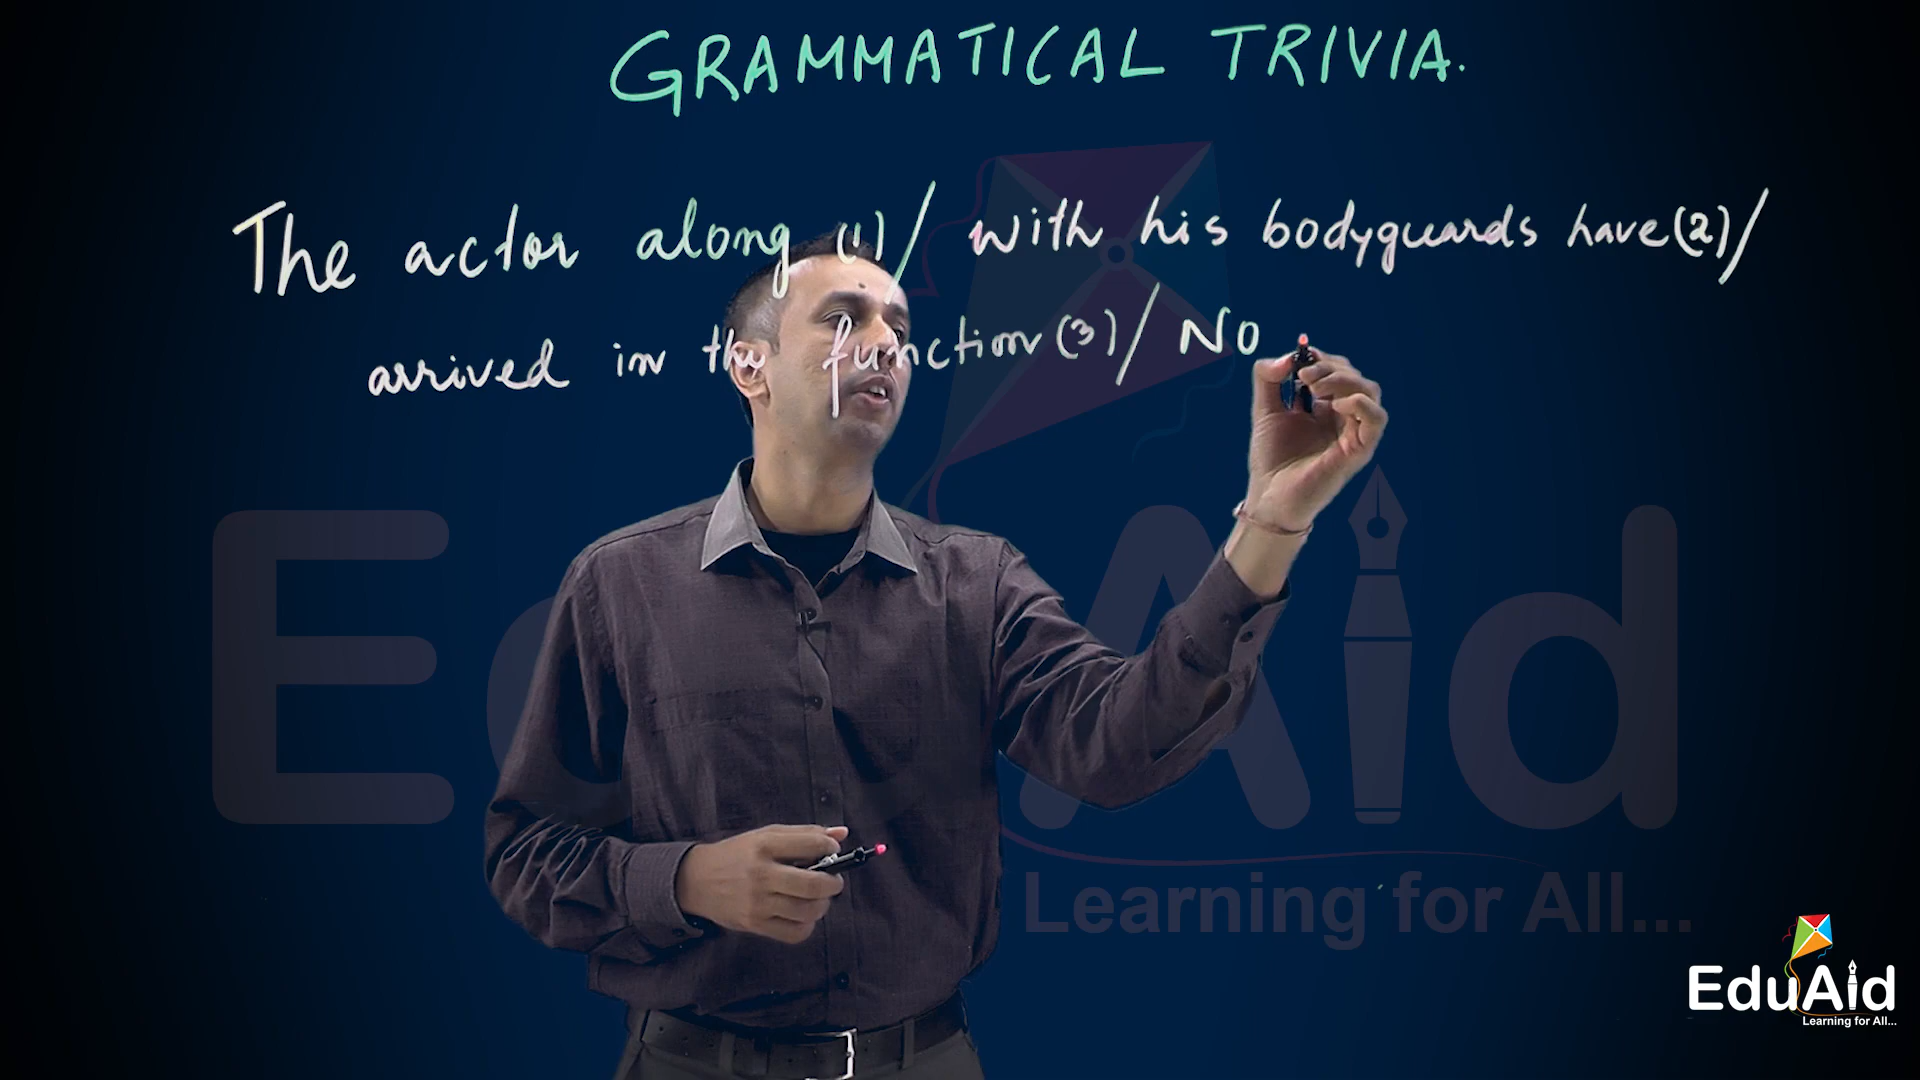 GRAMMATICAL TRIVIA.
The actor along (1)/ with his bodyguards have(2)/
arrived in the function(3)/ No
EduAid
Learning for All...
EduAid
Learning for All...